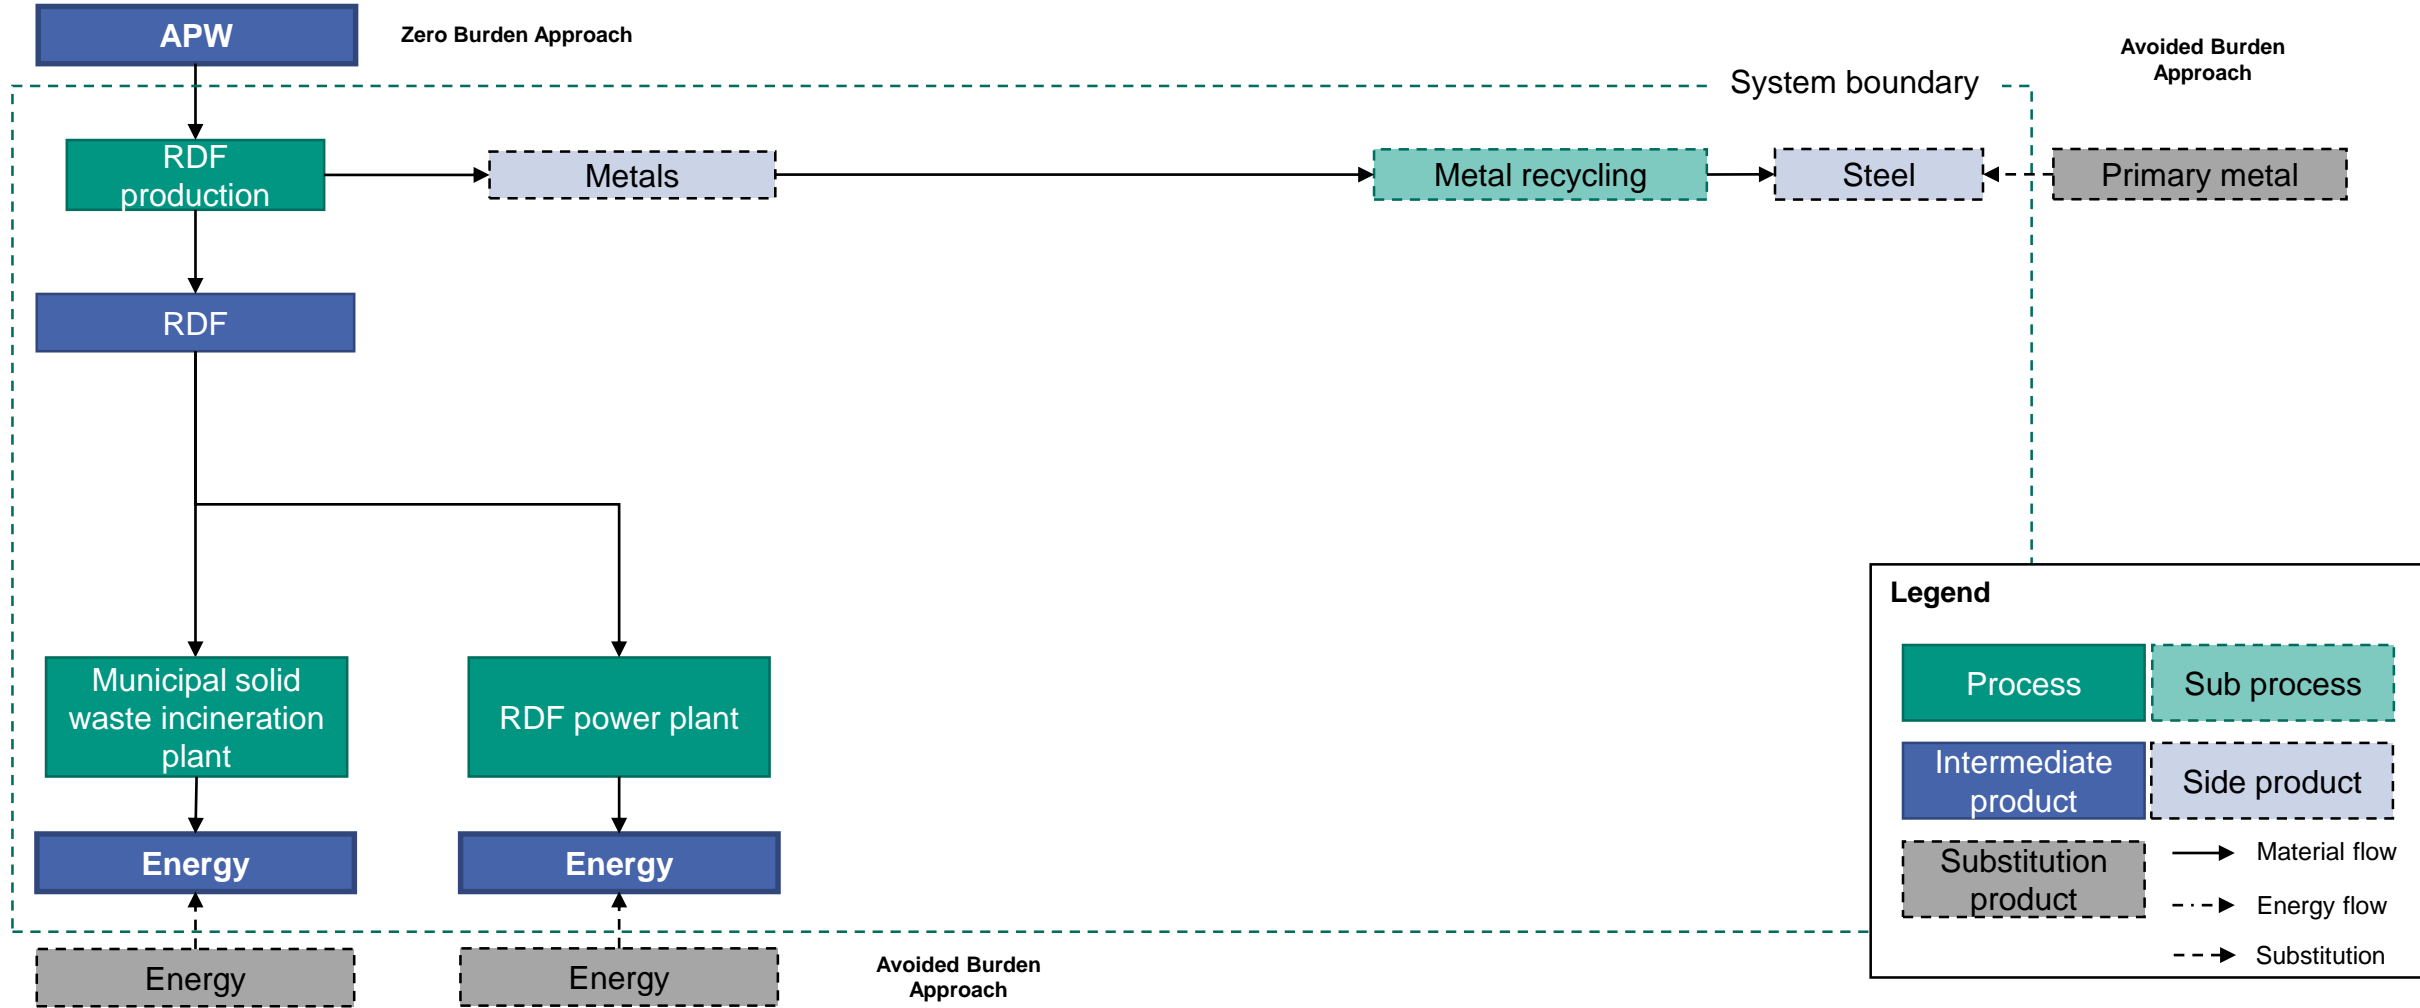 APW
Zero Burden Approach
Avoided Burden
Approach
System boundary
RDF
production
Metals
Metal recycling
Steel
Primary metal
RDF
Municipal solid
waste incineration
plant
RDF power plant
Energy
Energy
Energy
Energy
Avoided Burden
Approach
Legend
Process
Sub process
Intermediate
product
Side product
Substitution
product
Material flow
Energy flow
Substitution